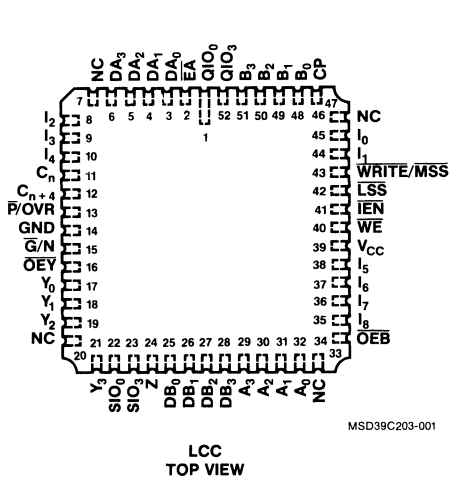 NC DA3 DA2 DA1 DA0 EA QIO0 QIO3 B3 B2 B1 B0 CP
7 6 5 4 3 2 1 52 51 50 49 48 47
I2 8 46 NC
I3 9 45 I0
I4 10 44 I1
Cn 11 43 WRITE/MSS
Cn+4 12 42 LSS
P/OVR 13 41 IEN
GND 14 40 WE
G/N 15 39 VCC
OEY 16 38 I5
Y0 17 37 I6
Y1 18 36 I7
Y2 19 35 I8
NC 20 21 22 23 24 25 26 27 28 29 30 31 32 34 33 OEB
Y3 SIO0 SIO3 Z DB0 DB1 DB2 DB3 A3 A2 A1 A0 NC
MSD39C203-001
LCC
TOP VIEW